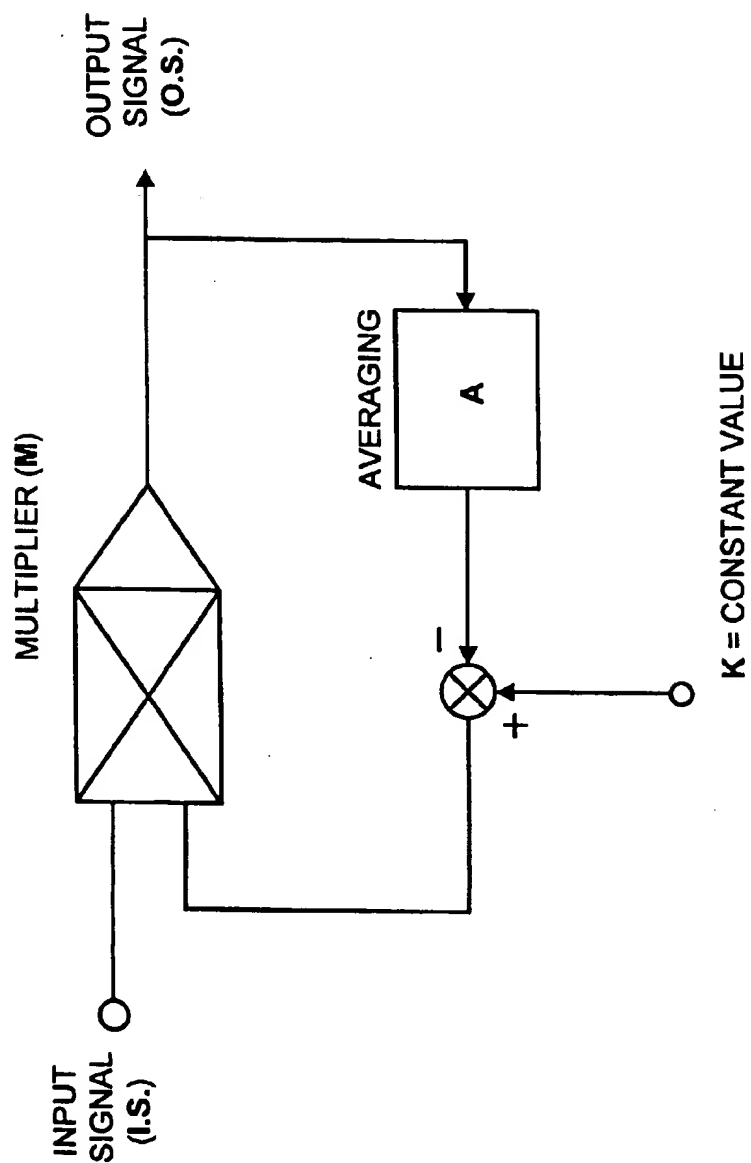 MULTIPLIER (M)
INPUT
SIGNAL
(I.S.)
OUTPUT
SIGNAL
(O.S.)
AVERAGING
A
−
+
K = CONSTANT VALUE